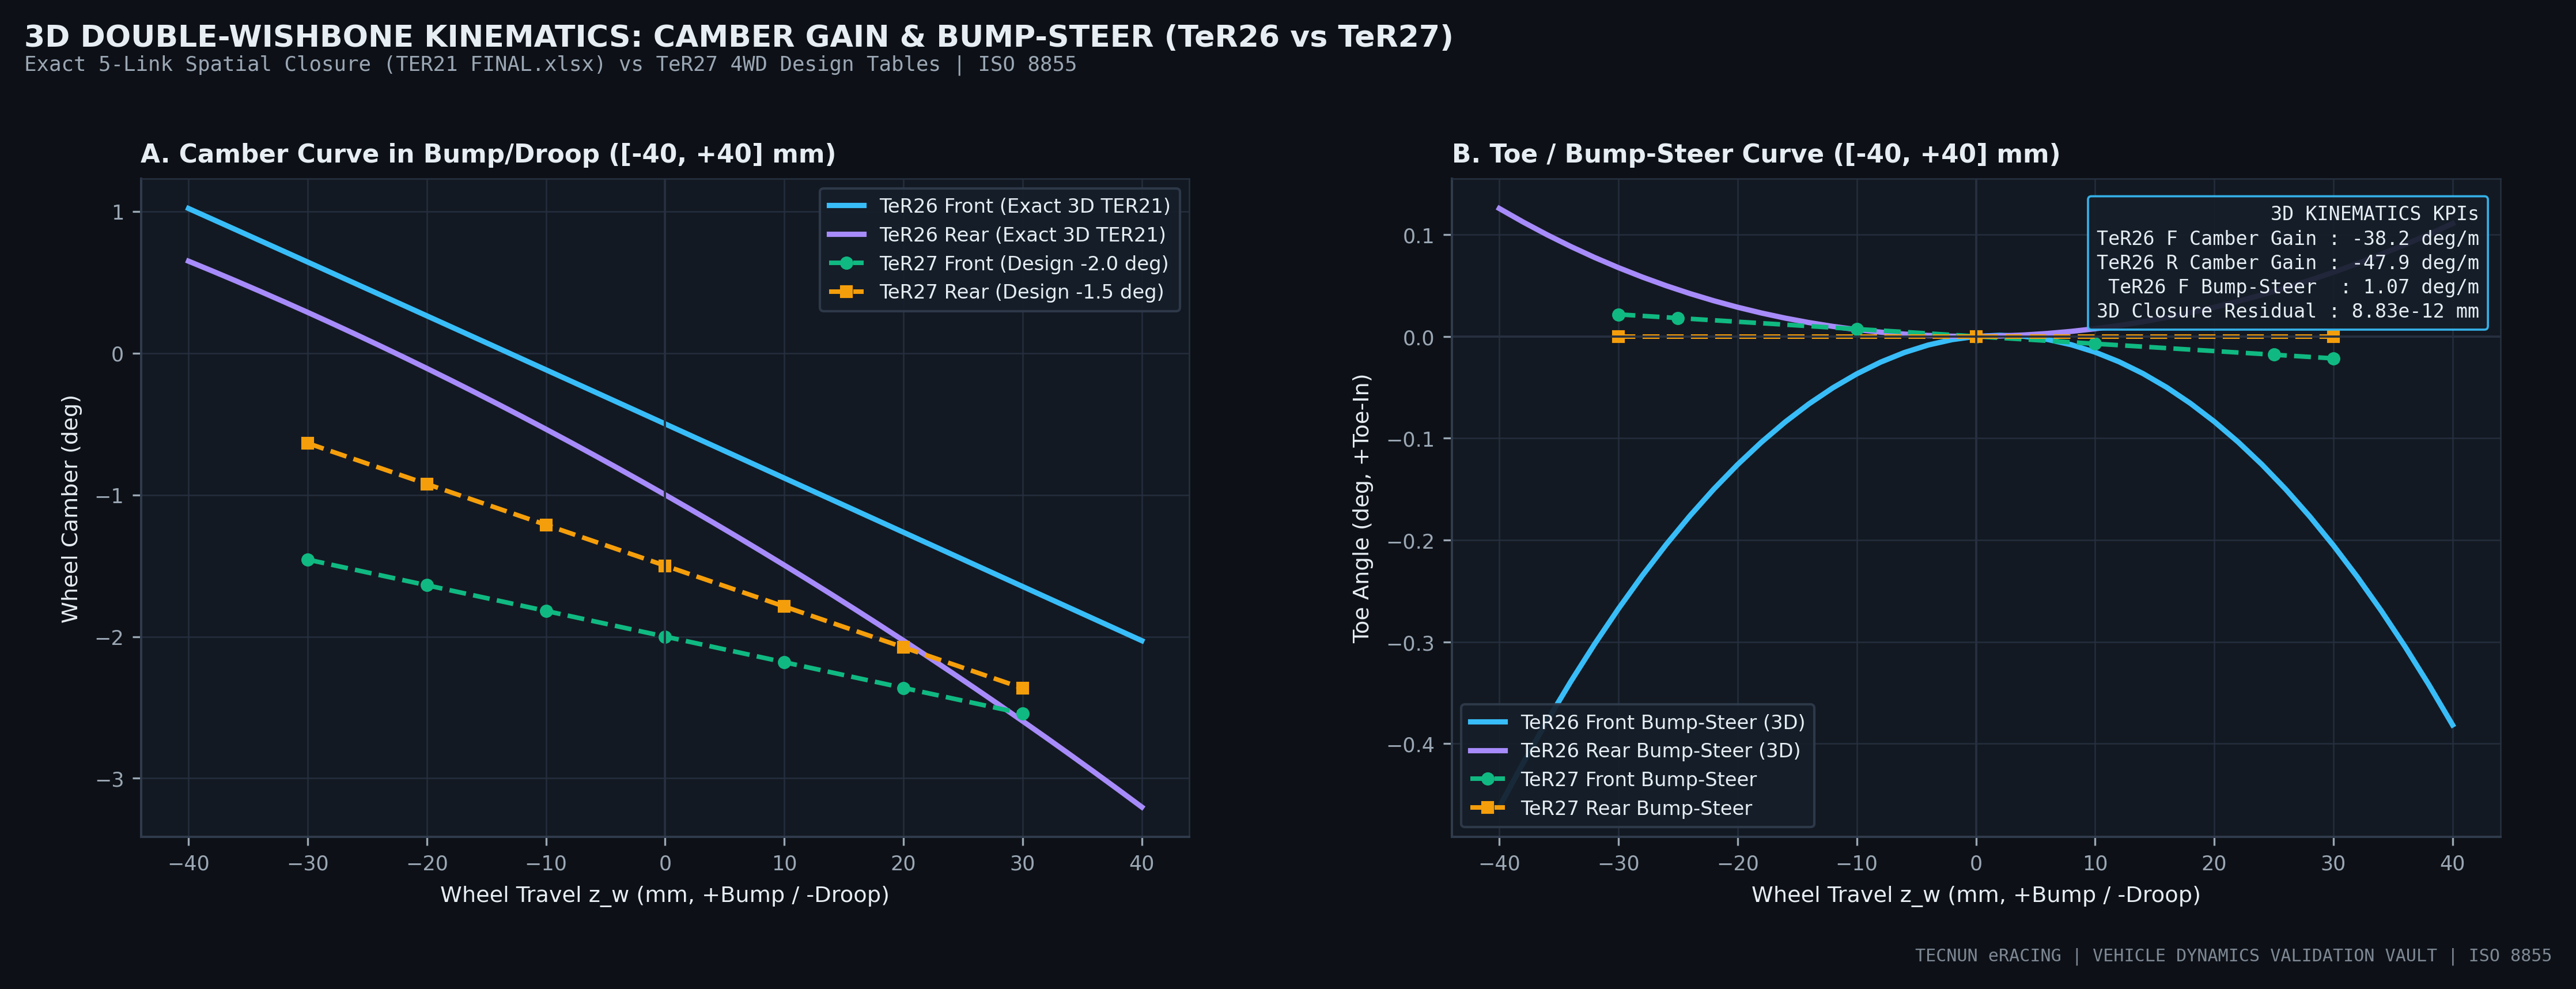 3D DOUBLE-WISHBONE KINEMATICS: CAMBER GAIN & BUMP-STEER (TeR26 vs TeR27)
Exact 5-Link Spatial Closure (TER21 FINAL.xlsx) vs TeR27 4WD Design Tables | ISO 8855
A. Camber Curve in Bump/Droop ([-40, +40] mm)
Wheel Camber (deg)
1
0
−1
−2
−3
TeR26 Front (Exact 3D TER21)
TeR26 Rear (Exact 3D TER21)
TeR27 Front (Design -2.0 deg)
TeR27 Rear (Design -1.5 deg)
−40 −30 −20 −10 0 10 20 30 40
Wheel Travel z_w (mm, +Bump / -Droop)
B. Toe / Bump-Steer Curve ([-40, +40] mm)
Toe Angle (deg, +Toe-In)
0.1
0.0
−0.1
−0.2
−0.3
−0.4
3D KINEMATICS KPIs
TeR26 F Camber Gain : -38.2 deg/m
TeR26 R Camber Gain : -47.9 deg/m
TeR26 F Bump-Steer : 1.07 deg/m
3D Closure Residual : 8.83e-12 mm
TeR26 Front Bump-Steer (3D)
TeR26 Rear Bump-Steer (3D)
TeR27 Front Bump-Steer
TeR27 Rear Bump-Steer
−40 −30 −20 −10 0 10 20 30 40
Wheel Travel z_w (mm, +Bump / -Droop)
TECNUN eRACING | VEHICLE DYNAMICS VALIDATION VAULT | ISO 8855